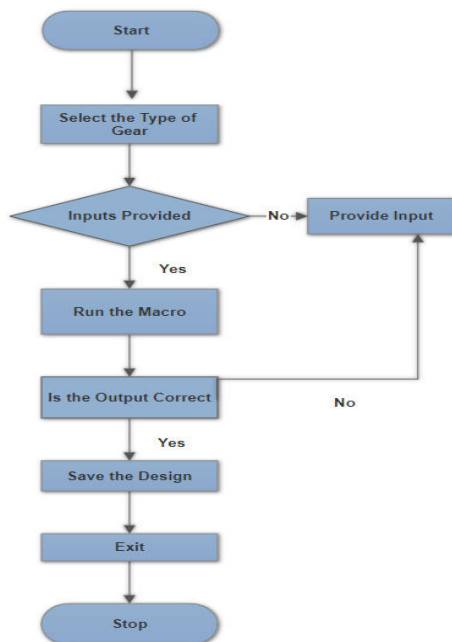 Start
Select the Type of
Gear
Inputs Provided
No
Provide Input
Yes
Run the Macro
Is the Output Correct
No
Yes
Save the Design
Exit
Stop